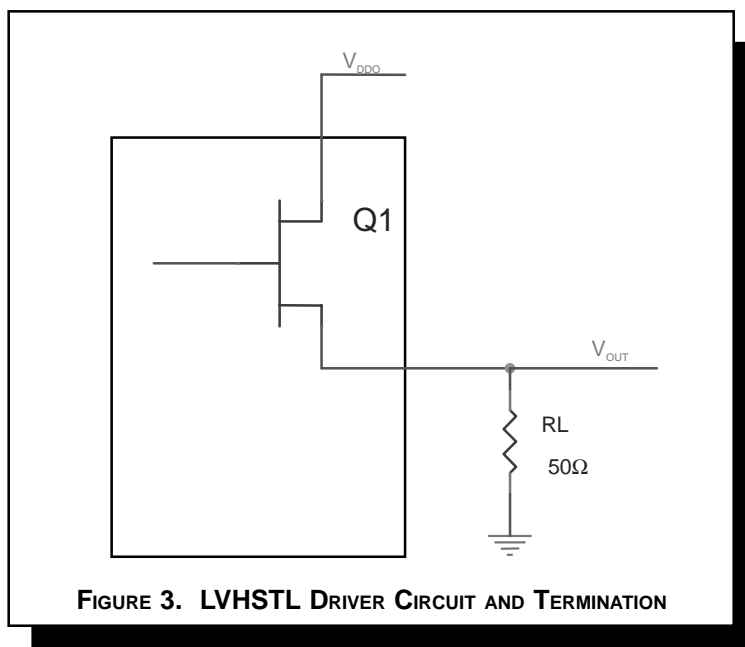 VDDO
Q1
VOUT
RL
50Ω
FIGURE 3. LVHSTL DRIVER CIRCUIT AND TERMINATION